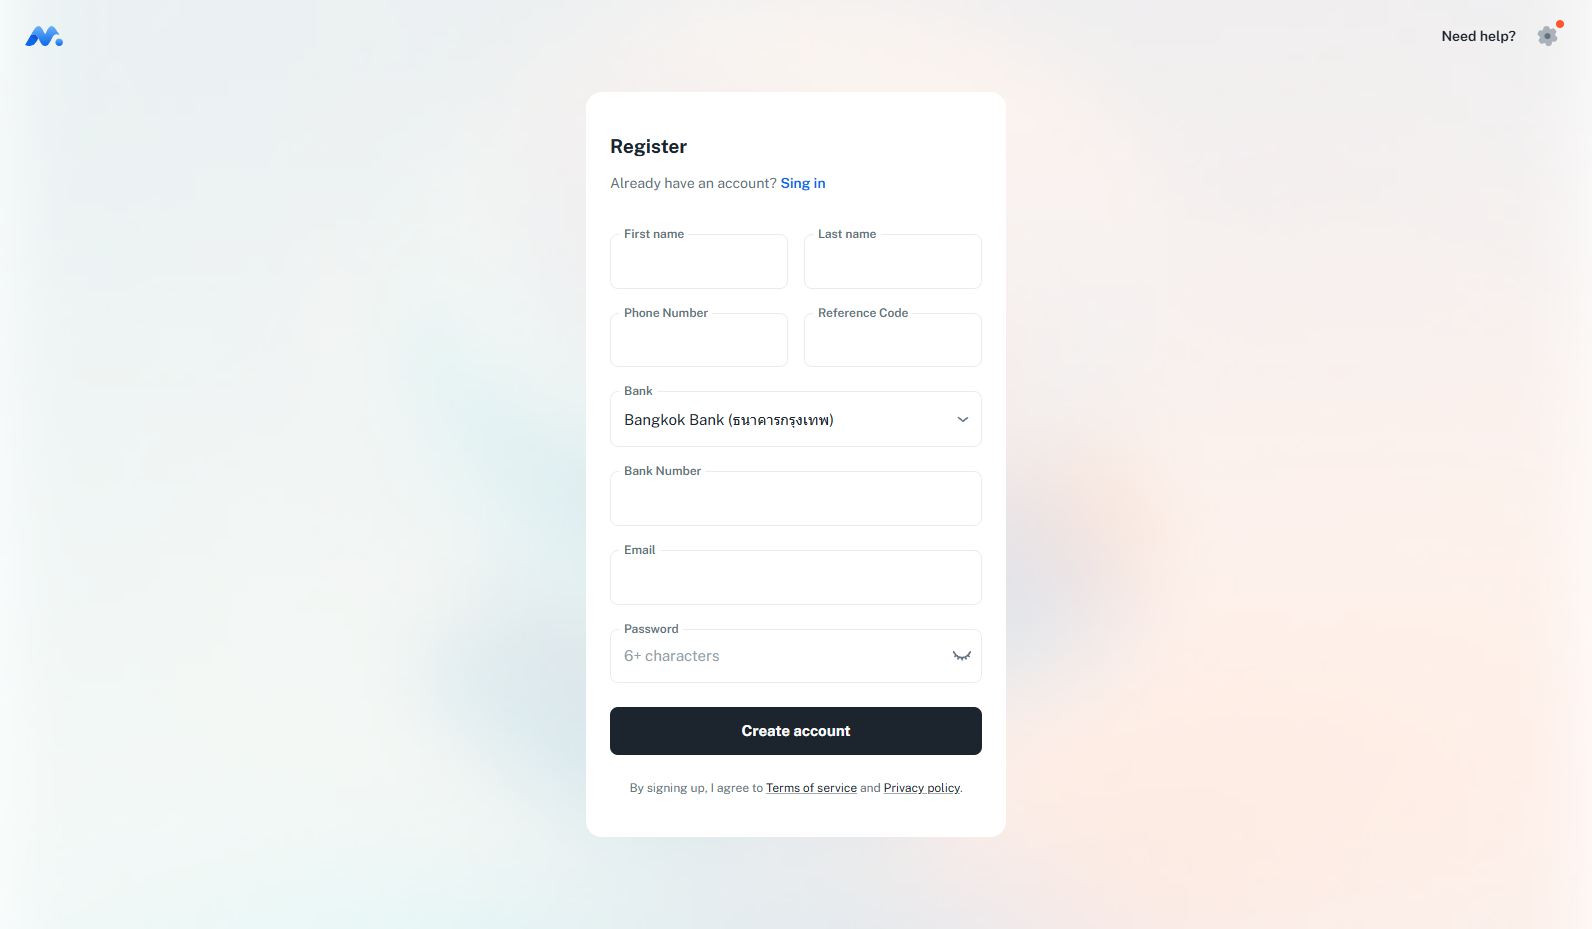 Need help?
Register
Already have an account? Sing in
First name
Last name
Phone Number
Reference Code
Bank
Bangkok Bank (ธนาคารกรุงเทพ)
Bank Number
Email
Password
6+ characters
Create account
By signing up, I agree to Terms of service and Privacy policy.